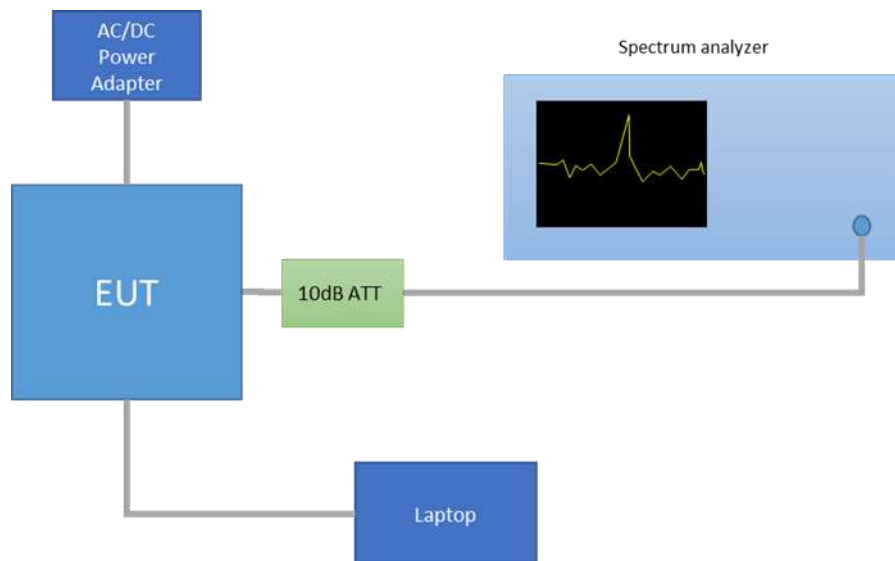 AC/DC
Power
Adapter
Spectrum analyzer
EUT
10dB ATT
Laptop